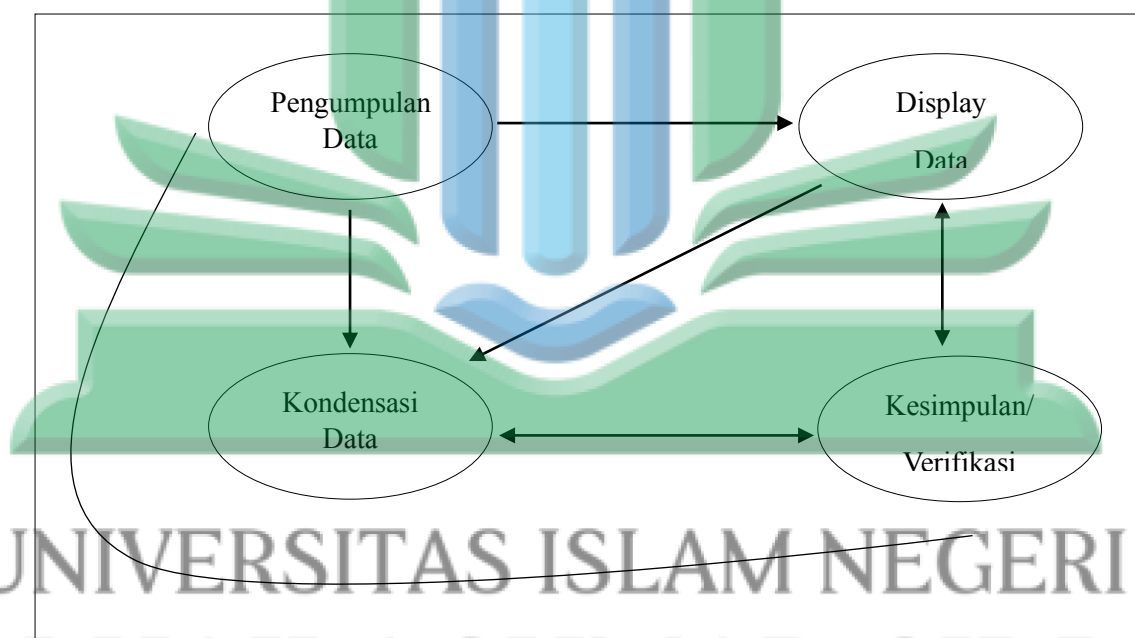 Pengumpulan
Data
Display
Data
Kondensasi
Data
Kesimpulan/
Verifikasi
UNIVERSITAS ISLAM NEGERI